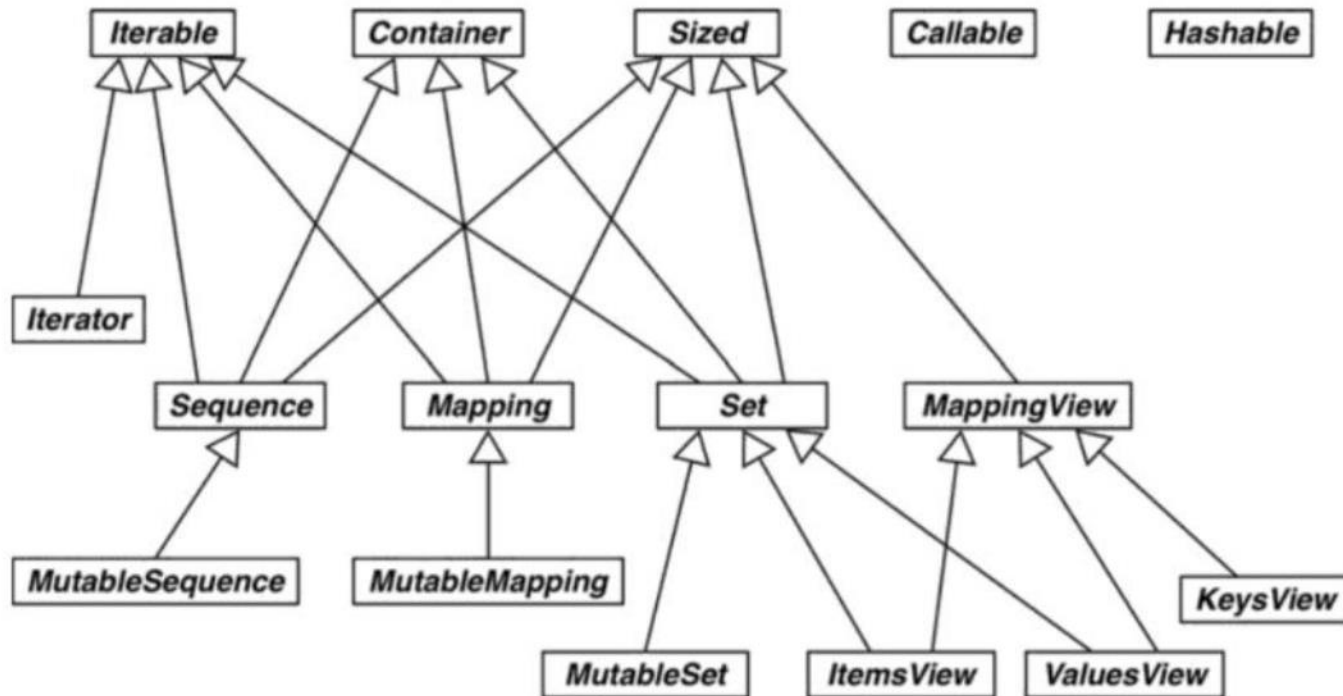 Iterable
Container
Sized
Callable
Hashable
Iterator
Sequence
Mapping
Set
MappingView
MutableSequence
MutableMapping
KeysView
MutableSet
ItemsView
ValuesView